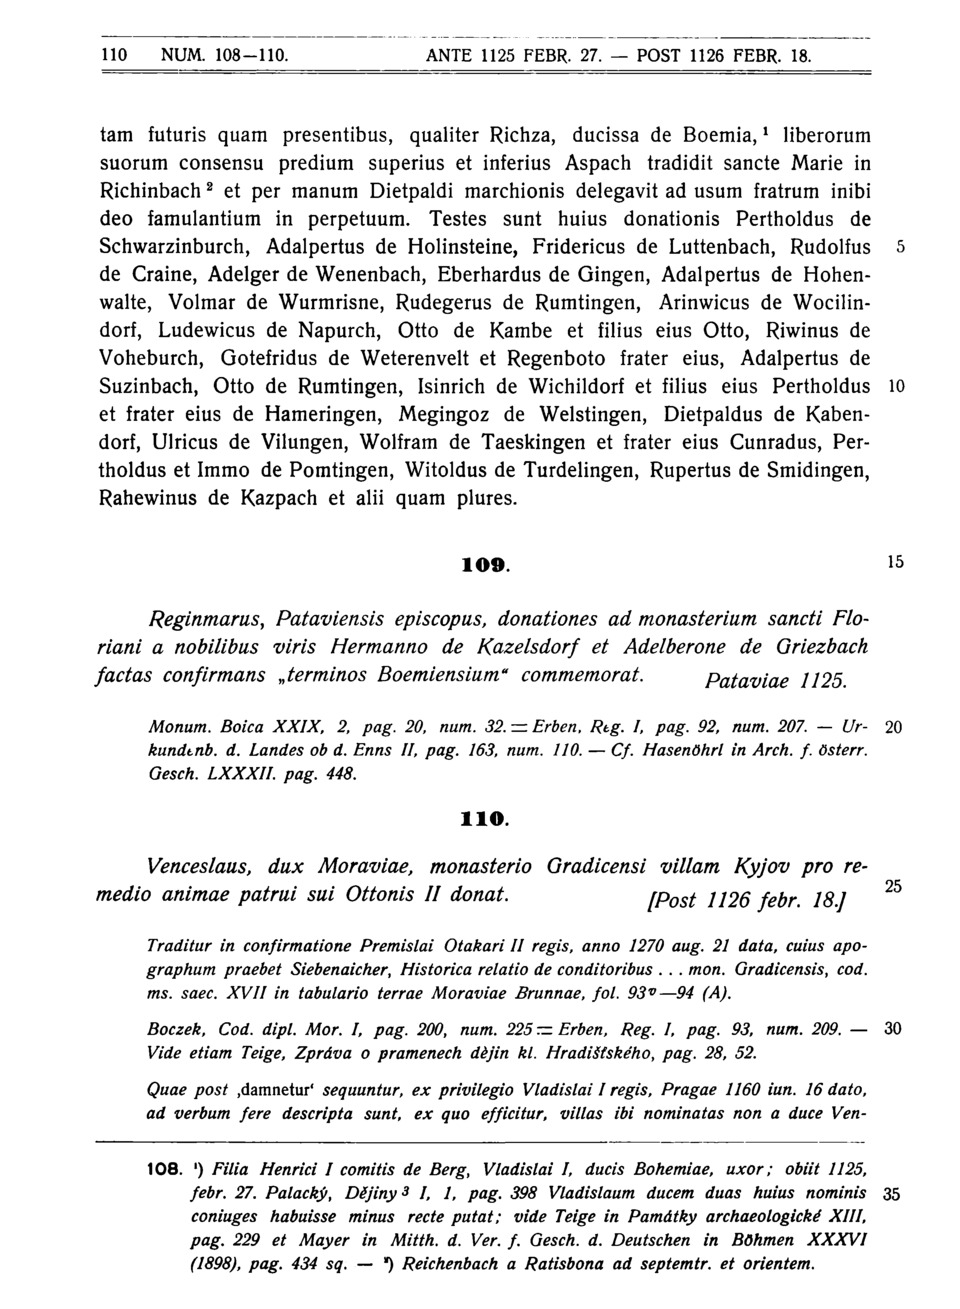 110 NUM. 108—110. ANTE 1125 FEBR. 27. — POST 1126 FEBR. 18.
tam futuris quam presentibus, qualiter Richza, ducissa de Boemia,¹ liberorum
suorum consensu predium superius et inferius Aspach tradidit sancte Marie in
Richinbach² et per manum Dietpaldi marchionis delegavit ad usum fratrum inibi
deo famulantium in perpetuum. Testes sunt huius donationis Pertholdus de
Schwarzinburch, Adalpertus de Holinsteine, Fridericus de Luttenbach, Rudolfus 5
de Craine, Adelger de Wenenbach, Eberhardus de Gingen, Adalpertus de Hohen-
walte, Volmar de Wurmrisne, Rudegerus de Rumtingen, Arinwicus de Wocilin-
dorf, Ludewicus de Napurch, Otto de Kambe et filius eius Otto, Riwinus de
Voheburch, Gotefridus de Weterenvelt et Regenboto frater eius, Adalpertus de
Suzinbach, Otto de Rumtingen, Isinrich de Wichildorf et filius eius Pertholdus 10
et frater eius de Hameringen, Megingoz de Welstingen, Dietpaldus de Kaben-
dorf, Ulricus de Vilungen, Wolfram de Taeskingen et frater eius Cunradus, Per-
tholdus et Immo de Pomtingen, Witoldus de Turdelingen, Rupertus de Smidingen,
Rahewinus de Kazpach et alii quam plures.
109. 15
Reginmarus, Pataviensis episcopus, donationes ad monasterium sancti Flo-
riani a nobilibus viris Hermanno de Kazelsdorf et Adelberone de Griezbach
factas confirmans „terminos Boemiensium“ commemorat. Pataviae 1125.
Monum. Boica XXIX, 2, pag. 20, num. 32. = Erben, Reg. I, pag. 92, num. 207. — Ur- 20
kundenb. d. Landes ob d. Enns II, pag. 163, num. 110. — Cf. Hasenöhrl in Arch. f. österr.
Gesch. LXXXII. pag. 448.
110.
Venceslaus, dux Moraviae, monasterio Gradicensi villam Kyjov pro re-
medio animae patrui sui Ottonis II donat. [Post 1126 febr. 18.] 25
Traditur in confirmatione Premislai Otakari II regis, anno 1270 aug. 21 data, cuius apo-
graphum praebet Siebenaicher, Historica relatio de conditoribus . . . mon. Gradicensis, cod.
ms. saec. XVII in tabulario terrae Moraviae Brunnae, fol. 93ᵛ—94 (A).
Boczek, Cod. dipl. Mor. I, pag. 200, num. 225 = Erben, Reg. I, pag. 93, num. 209. — 30
Vide etiam Teige, Zpráva o pramenech dějin kl. Hradišťského, pag. 28, 52.
Quae post ‚damnetur‘ sequuntur, ex privilegio Vladislai I regis, Pragae 1160 iun. 16 dato,
ad verbum fere descripta sunt, ex quo efficitur, villas ibi nominatas non a duce Ven-
108. ¹) Filia Henrici I comitis de Berg, Vladislai I, ducis Bohemiae, uxor; obiit 1125,
febr. 27. Palacký, Dějiny³ I, 1, pag. 398 Vladislaum ducem duas huius nominis 35
coniuges habuisse minus recte putat; vide Teige in Památky archaeologické XIII,
pag. 229 et Mayer in Mitth. d. Ver. f. Gesch. d. Deutschen in Böhmen XXXVI
(1898), pag. 434 sq. — ²) Reichenbach a Ratisbona ad septemtr. et orientem.